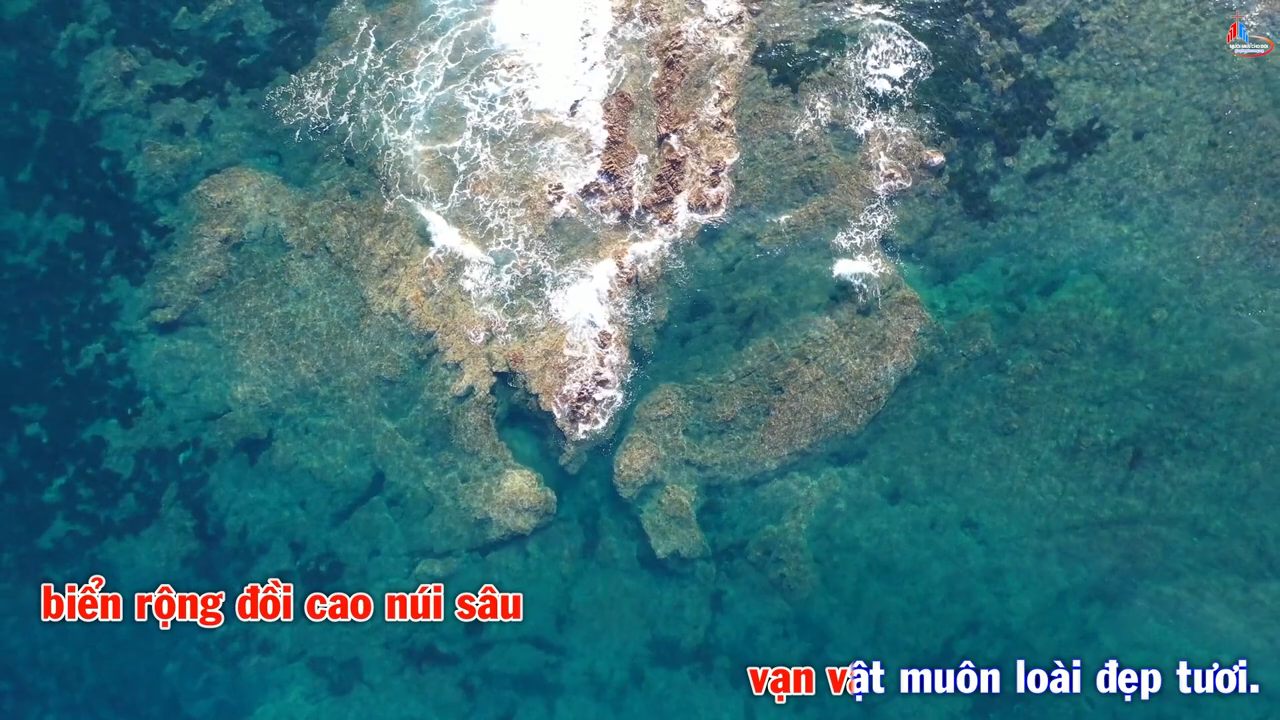 biển rộng đồi cao núi sâu
vạn vật muôn loài đẹp tươi.